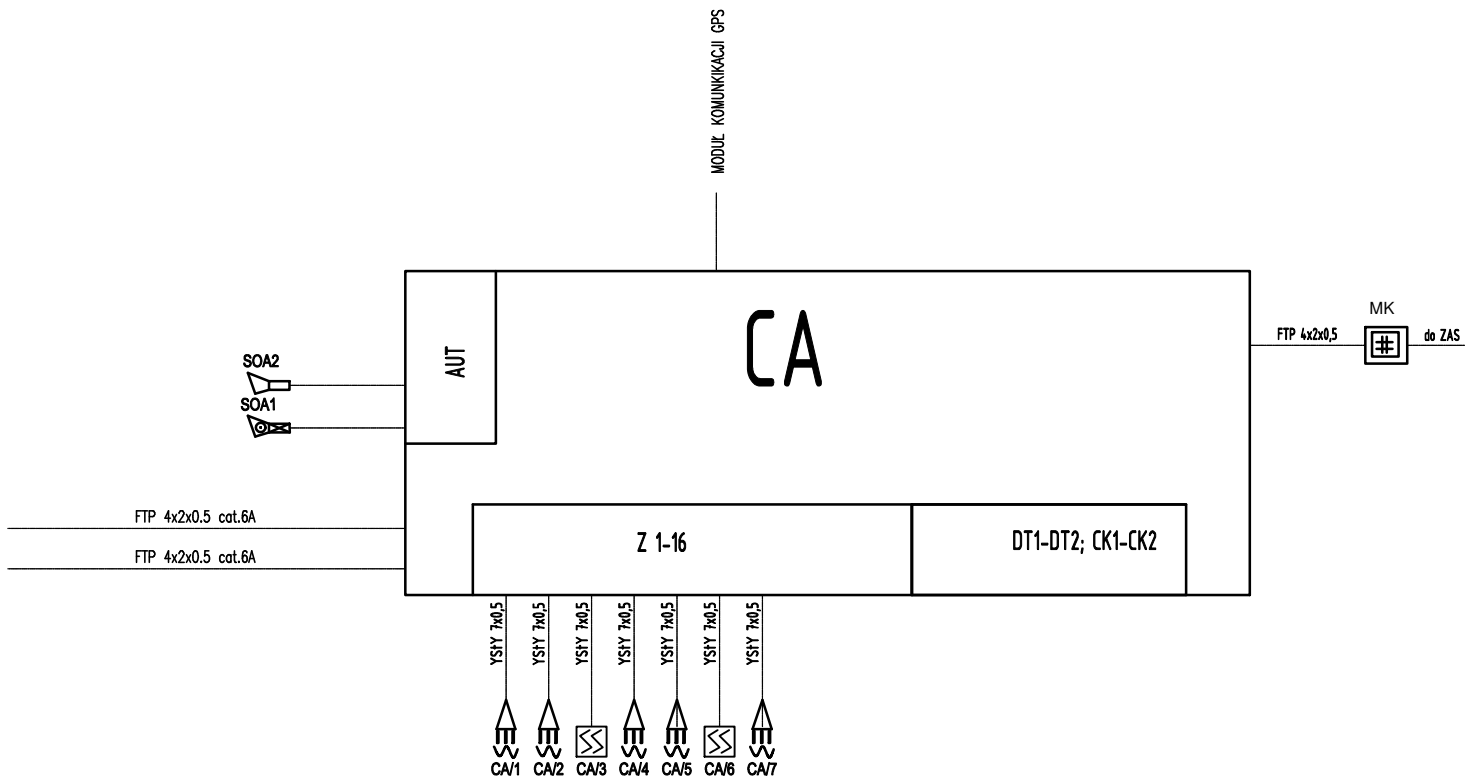 MODUŁ KOMUNKIKACJI GPS
CA
AUT
MK
FTP 4x2x0,5
do ZAS
SOA2
SOA1
FTP 4x2x0.5 cat.6A
FTP 4x2x0.5 cat.6A
Z 1-16
DT1-DT2; CK1-CK2
YStY 7x0,5
YStY 7x0,5
YStY 7x0,5
YStY 7x0,5
YStY 7x0,5
YStY 7x0,5
YStY 7x0,5
CA/1 CA/2 CA/3 CA/4 CA/5 CA/6 CA/7